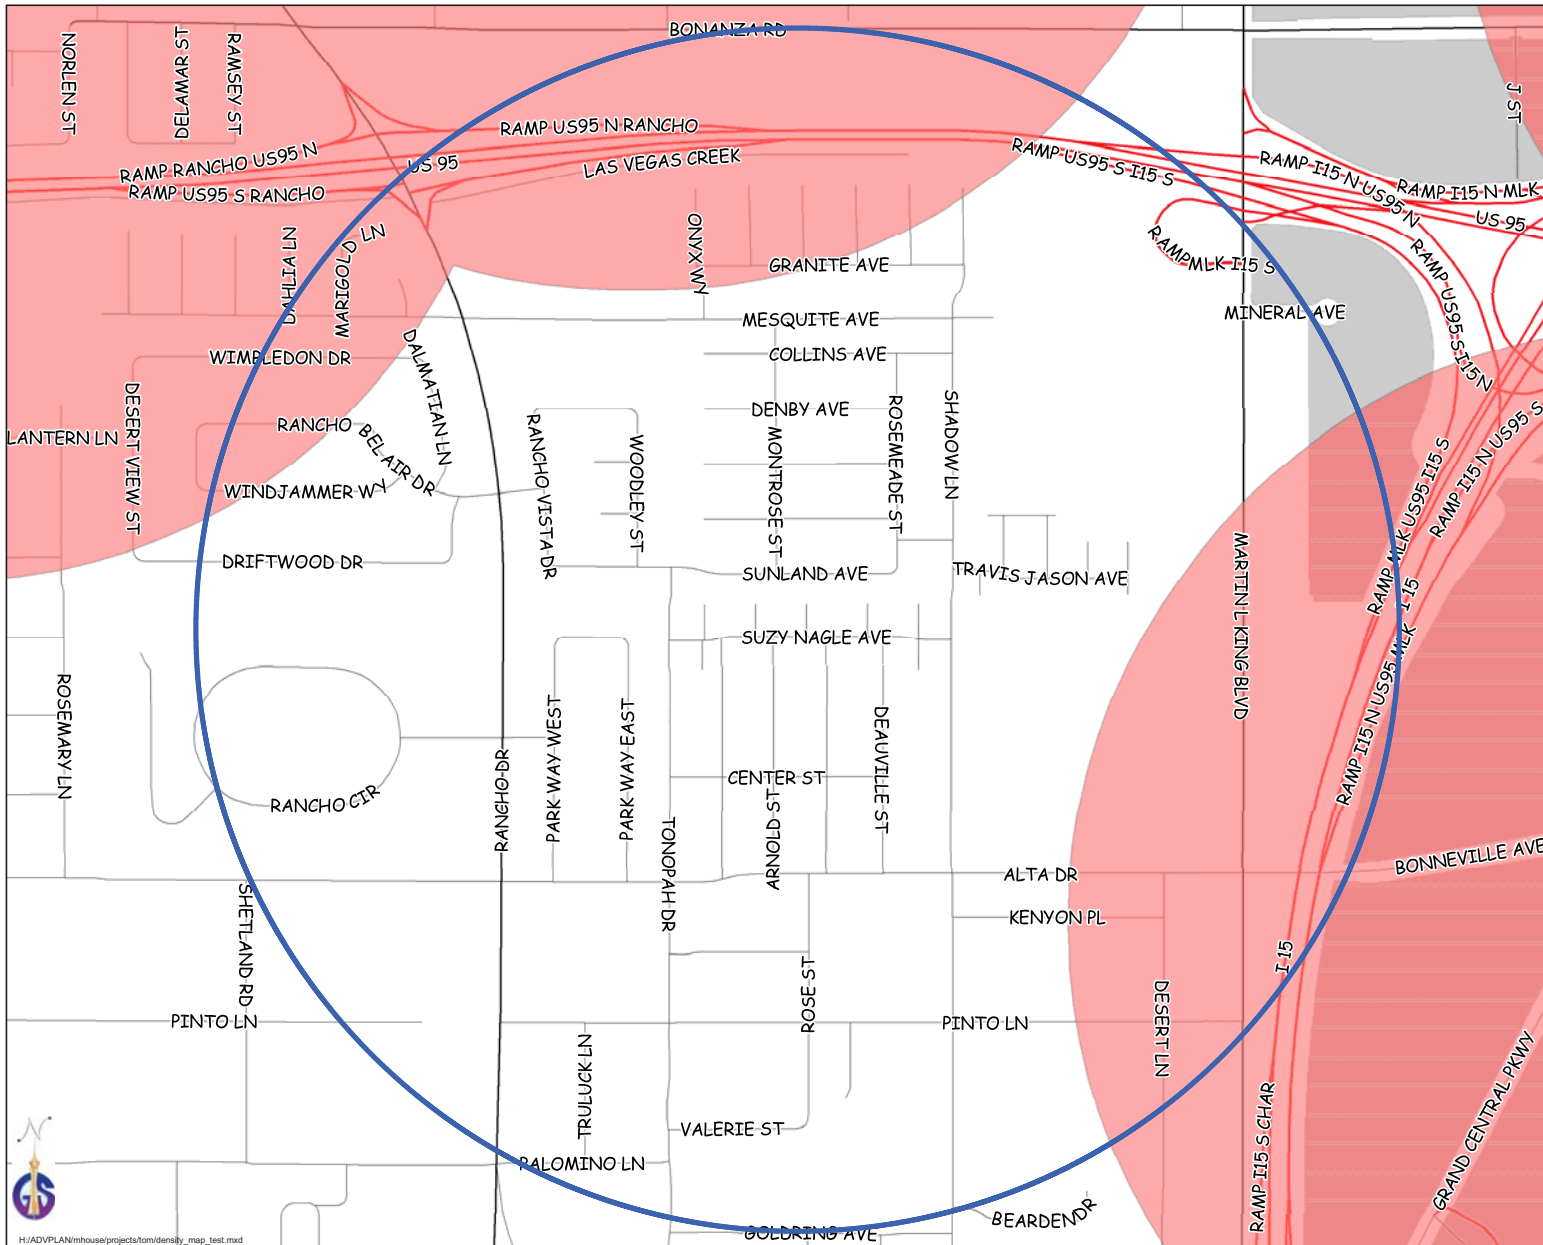 BONANZA RD
NORLEN ST
DELAMAR ST
RAMSEY ST
J ST
RAMP US95 N RANCHO
RAMP RANCHO US95 N
US 95
LAS VEGAS CREEK
RAMP US95 S I15 S
RAMP I15 N US95 N
RAMP I15 N MLK
RAMP US95 S RANCHO
US 95
DAHLIA LN
MARIGOLD LN
ONYX WY
GRANITE AVE
RAMP MLK I15 S
RAMP US95 S I15 N
MESQUITE AVE
MINERAL AVE
WIMBLEDON DR
DALMATIAN LN
COLLINS AVE
DESERT VIEW ST
LANTERN LN
RANCHO
BEL AIR DR
RANCHO VISTA DR
WOODLEY ST
DENBY AVE
MONTROSE ST
ROSEMEADE ST
SHADOW LN
RAMP MLK US95 I15 S
RAMP I15 N US95 S
WINDJAMMER WY
DRIFTWOOD DR
SUNLAND AVE
TRAVIS JASON AVE
MARTIN L KING BLVD
I 15
SUZY NAGLE AVE
RAMP I15 N US95 MLK
ROSEMARY LN
RANCHO CIR
RANCHO DR
PARK WAY WEST
PARK WAY EAST
CENTER ST
ARNOLD ST
DEAUVILLE ST
TONOPAH DR
ALTA DR
BONNEVILLE AVE
SHETLAND RD
KENYON PL
I 15
ROSE ST
DESERT LN
PINTO LN
PINTO LN
TRULUCK LN
VALERIE ST
RAMP I15 S CHAR
GRAND CENTRAL PKWY
PALOMINO LN
N
GIS
BEARDEN DR
GOLDRING AVE
H:/ADVPLAN/mhouse/projects/tom/density_map_test.mxd